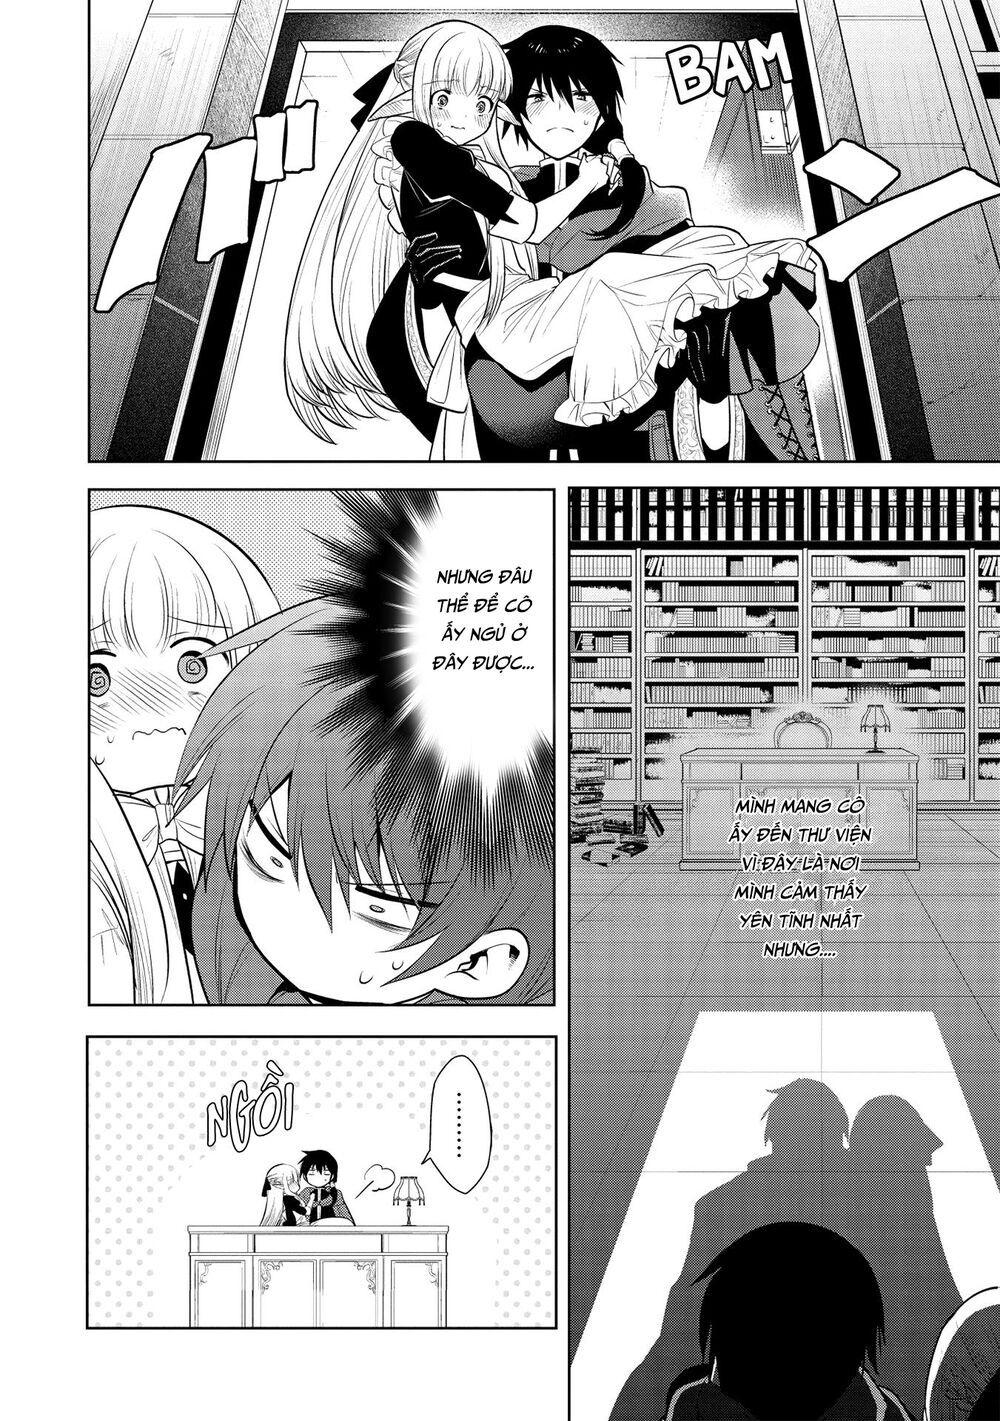 BAM
MÌNH MANG CÔ
ẤY ĐẾN THƯ VIỆN
VÌ ĐÂY LÀ NƠI
MÌNH CẢM THẤY
YÊN TĨNH NHẤT
NHƯNG....
NHƯNG ĐÂU
THỂ ĐỂ CÔ
ẤY NGỦ Ở
ĐÂY ĐƯỢC...
.........
NGỒI